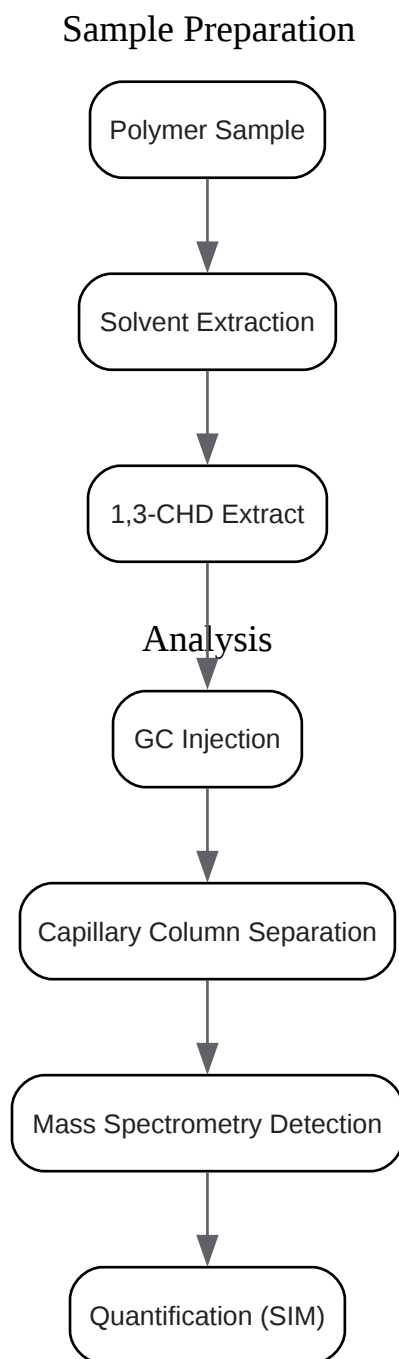 Sample Preparation
Polymer Sample
Solvent Extraction
1,3-CHD Extract
Analysis
GC Injection
Capillary Column Separation
Mass Spectrometry Detection
Quantification (SIM)